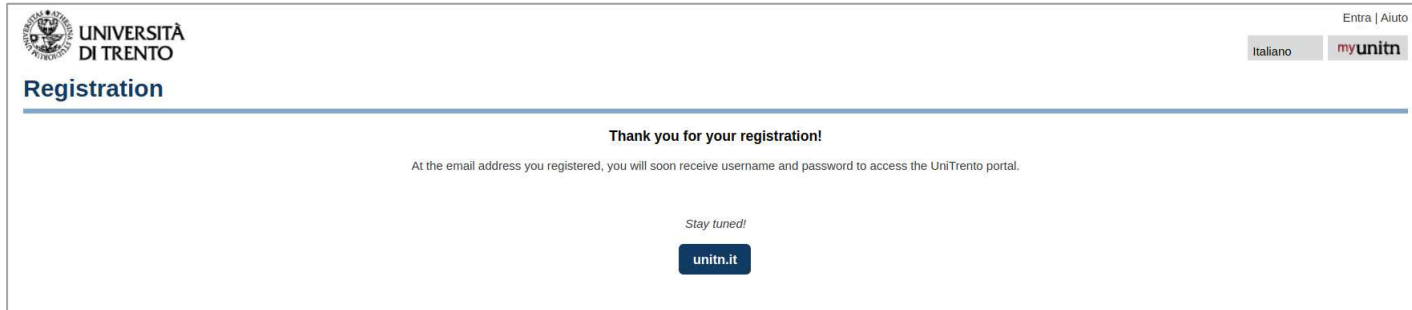 UNIVERSITÀ
DI TRENTO
Entra | Aiuto
Italiano
myunitn
Registration
Thank you for your registration!
At the email address you registered, you will soon receive username and password to access the UniTrento portal.
Stay tuned!
unitn.it